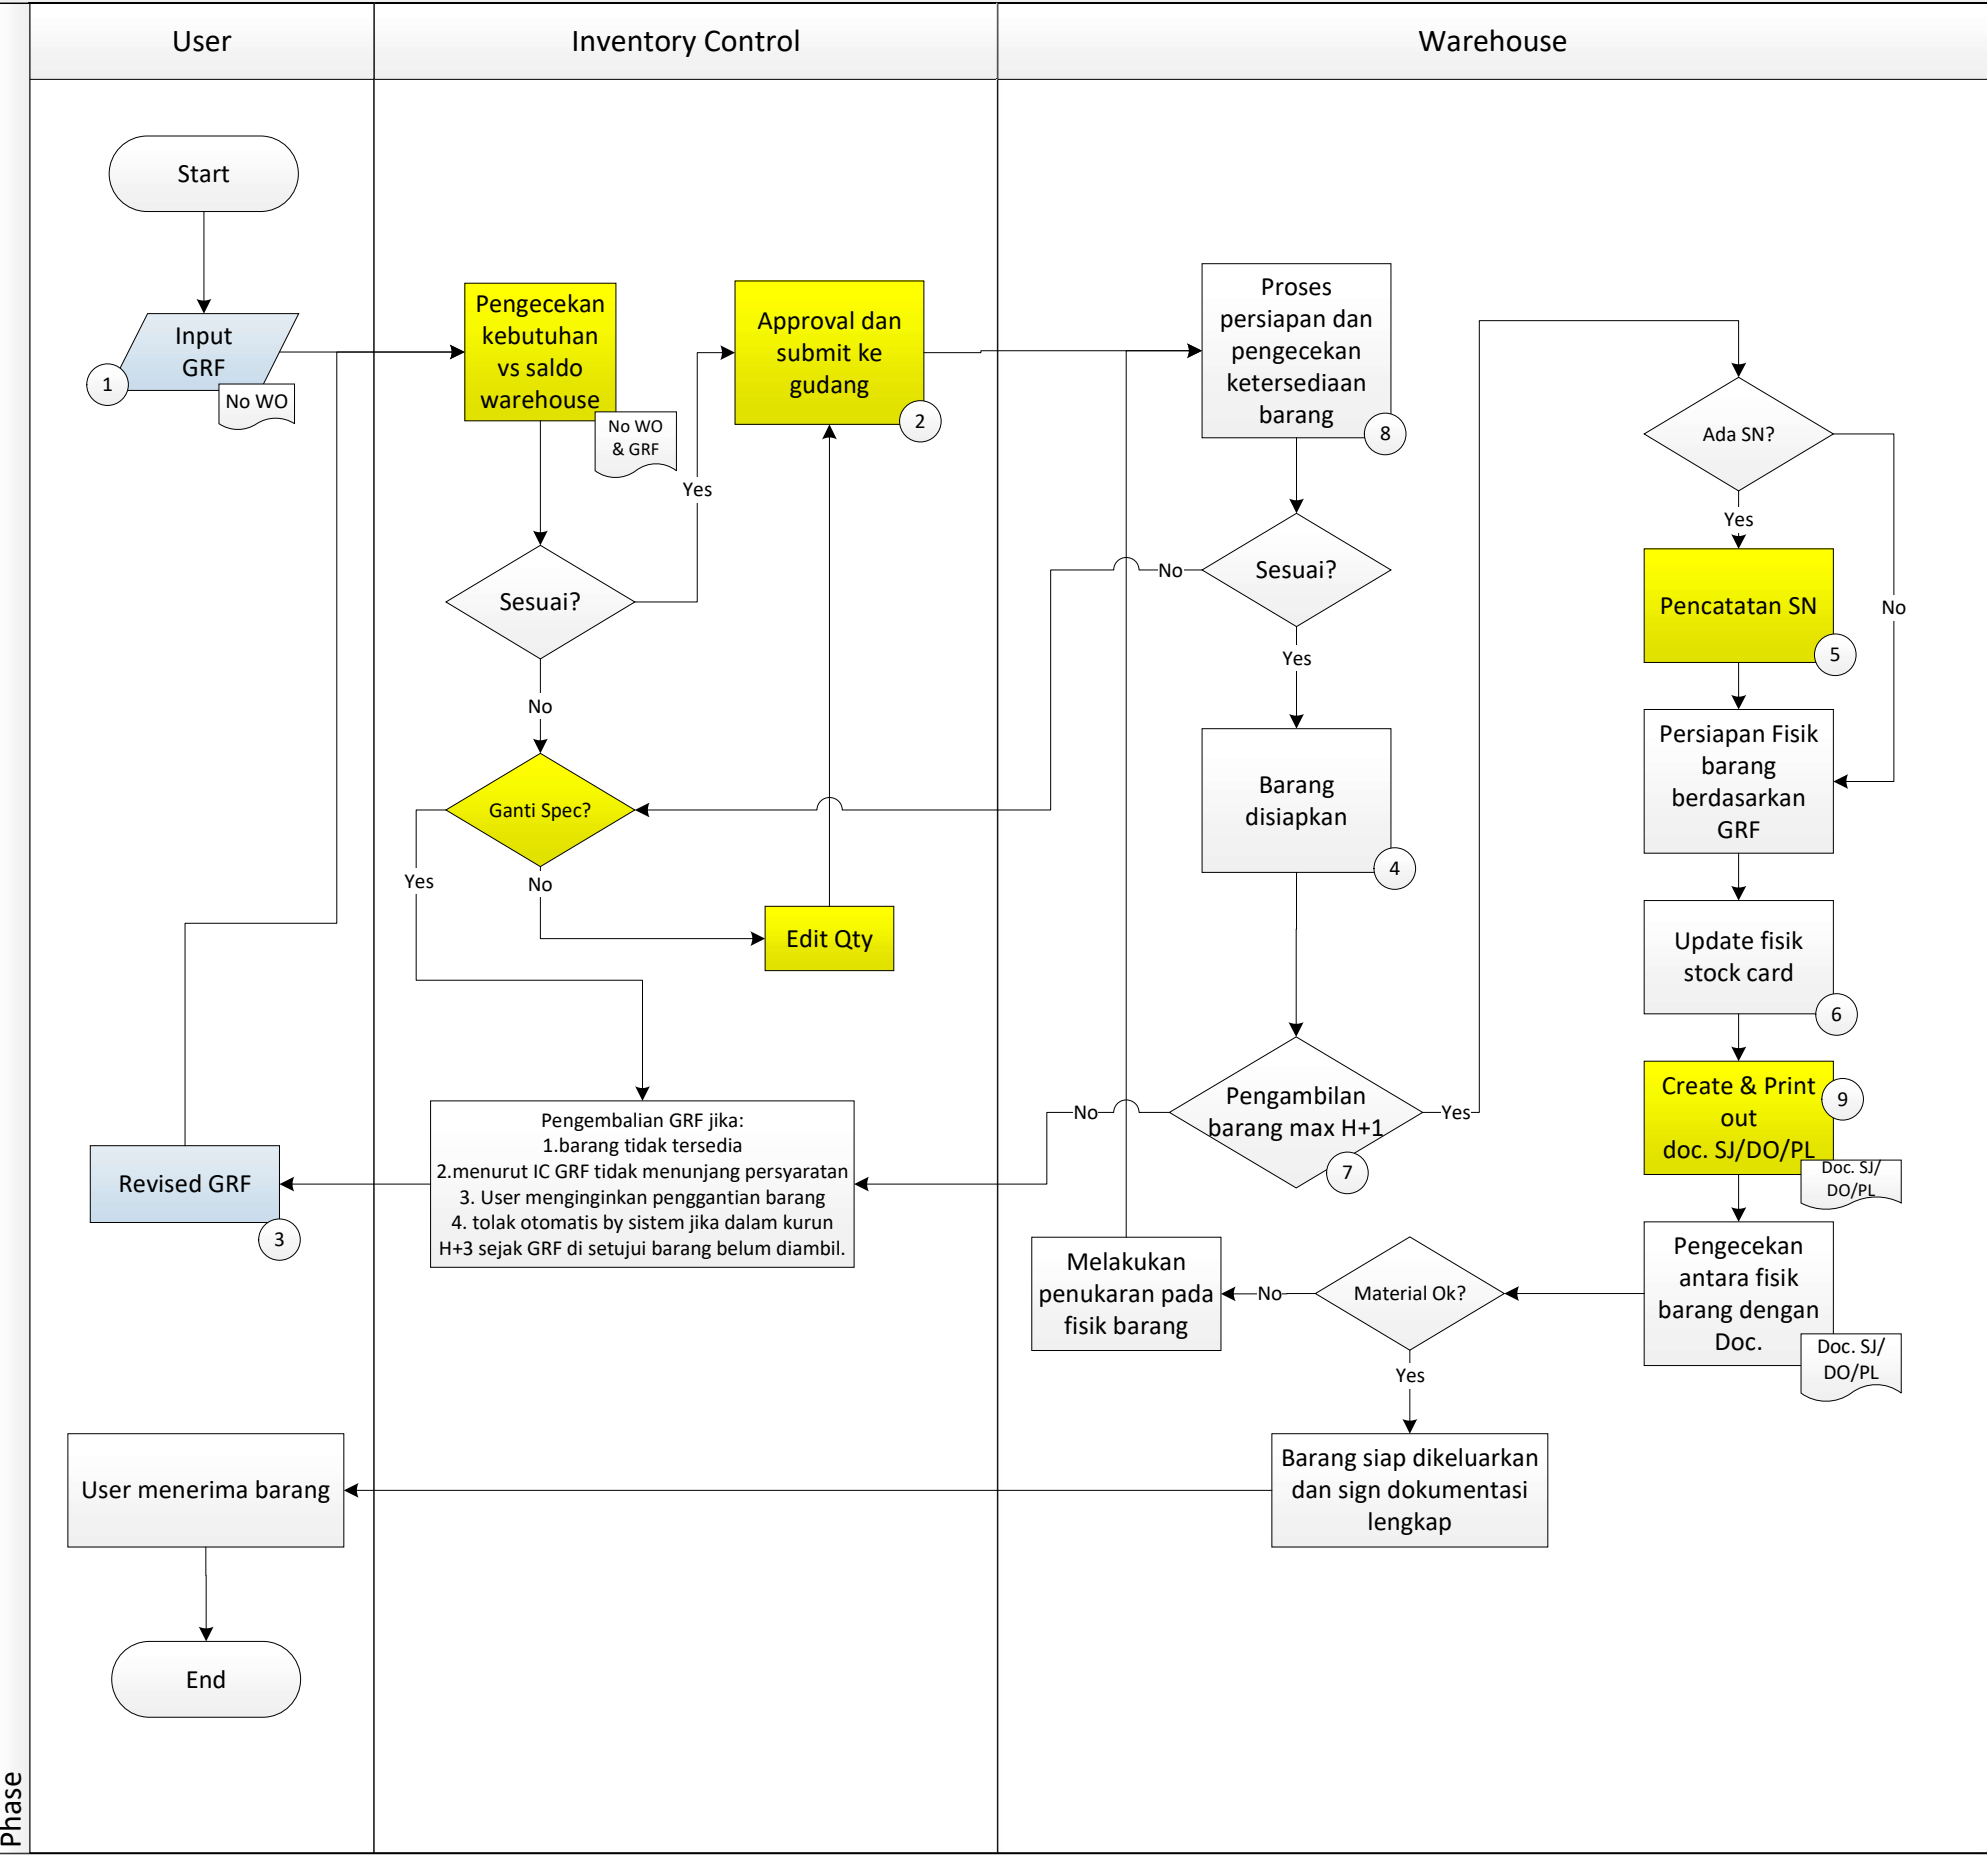 User
Inventory Control
Warehouse
Phase
Start
Input
GRF
1
No WO
Pengecekan
kebutuhan
vs saldo
warehouse
No WO
& GRF
Approval dan
submit ke
gudang
2
Yes
Sesuai?
No
Ganti Spec?
Yes
No
Edit Qty
Pengembalian GRF jika:
1.barang tidak tersedia
2.menurut IC GRF tidak menunjang persyaratan
3. User menginginkan penggantian barang
4. tolak otomatis by sistem jika dalam kurun
H+3 sejak GRF di setujui barang belum diambil.
Revised GRF
3
Proses
persiapan dan
pengecekan
ketersediaan
barang
8
Sesuai?
No
Yes
Barang
disiapkan
4
Pengambilan
barang max H+1
7
No
Yes
Ada SN?
Yes
No
Pencatatan SN
5
Persiapan Fisik
barang
berdasarkan
GRF
Update fisik
stock card
6
Create & Print
out
doc. SJ/DO/PL
9
Doc. SJ/
DO/PL
Pengecekan
antara fisik
barang dengan
Doc.
Doc. SJ/
DO/PL
Material Ok?
No
Melakukan
penukaran pada
fisik barang
Yes
Barang siap dikeluarkan
dan sign dokumentasi
lengkap
User menerima barang
End